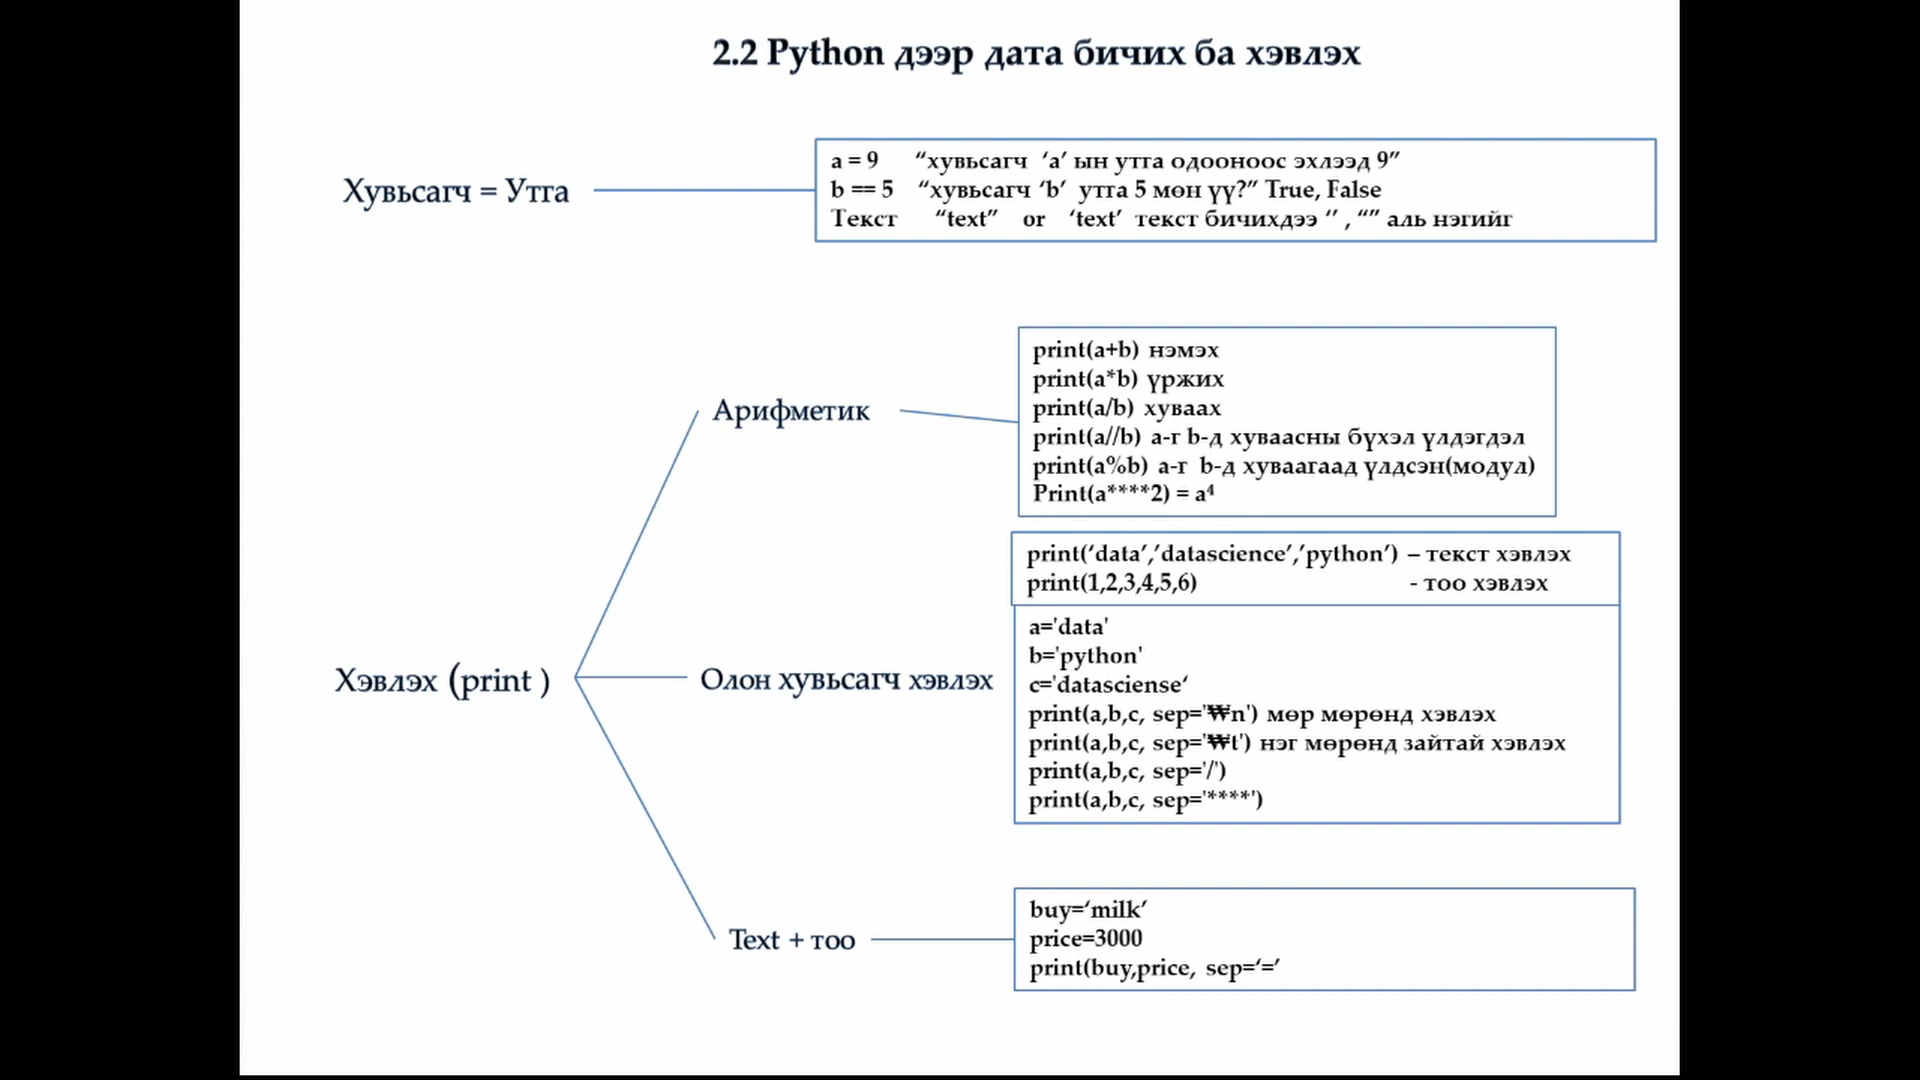 2.2 Python дээр дата бичих ба хэвлэх
Хувьсагч = Утга
a = 9 “хувьсагч ‘a’ ын утга одооноос эхлээд 9”
b == 5 “хувьсагч ‘b’ утга 5 мөн үү?” True, False
Текст “text” or ‘text’ текст бичихдээ ‘’ , “” аль нэгийг
Арифметик
print(a+b) нэмэх
print(a*b) үржих
print(a/b) хуваах
print(a//b) a-г b-д хуваасны бүхэл үлдэгдэл
print(a%b) a-г b-д хуваагаад үлдсэн(модул)
Print(a****2) = a⁴
Хэвлэх (print )
Олон хувьсагч хэвлэх
print(‘data’,’datascience’,’python’) – текст хэвлэх
print(1,2,3,4,5,6) - тоо хэвлэх
a='data'
b='python'
c='datasciense‘
print(a,b,c, sep='₩n') мөр мөрөнд хэвлэх
print(a,b,c, sep='₩t') нэг мөрөнд зайтай хэвлэх
print(a,b,c, sep='/')
print(a,b,c, sep='****')
Text + тоо
buy=‘milk’
price=3000
print(buy,price, sep=‘=’